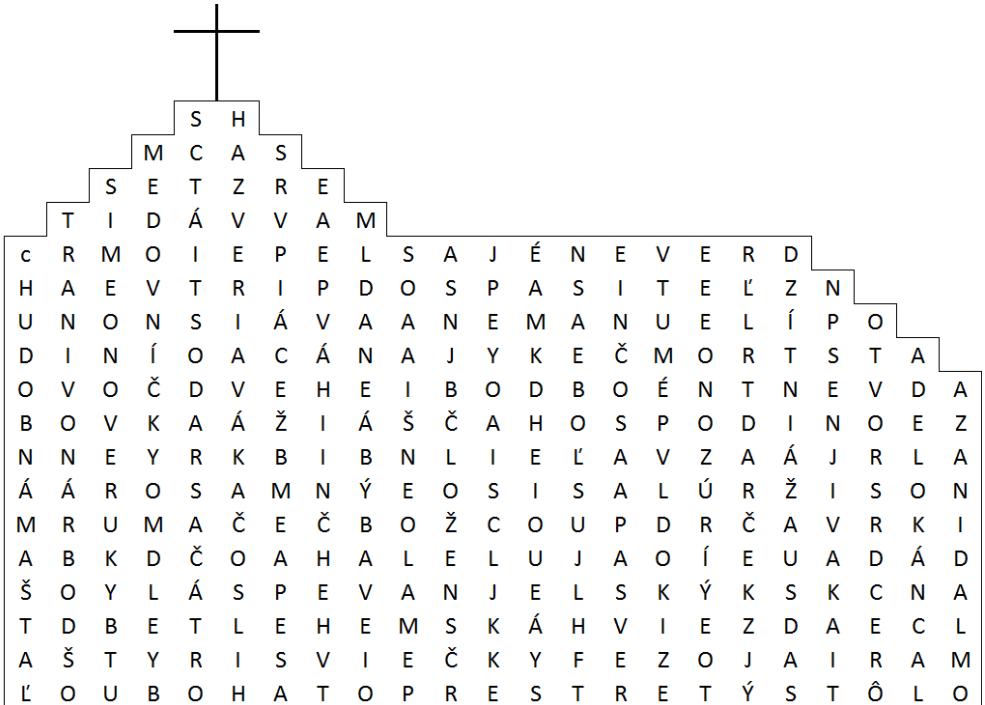 S H
M C A S
S E T Z R E
T I D Á V V A M
c R M O I E P E L S A J É N E V E R D
H A E V T R I P D O S P A S I T E Ľ Z N
U N O N S I Á V A A N E M A N U E L Í P O
D I N Í O A C Á N A J Y K E Č M O R T S T A
O V O Č D V E H E I B O D B O É N T N E V D A
B O V K A Á Ž I Á Š Č A H O S P O D I N O E Z
N N E Y R K B I B N L I E Ľ A V Z A Á J R L A
Á Á R O S A M N Ý E O S I S A L Ú R Ž I S O N
M R U M A Č E Č B O Ž C O U P D R Č A V R K I
A B K D Č O A H A L E L U J A O Í E U A D Á D
Š O Y L Á S P E V A N J E L S K Ý K S K C N A
T D B E T L E H E M S K Á H V I E Z D A E C L
A Š T Y R I S V I E Č K Y F E Z O J A I R A M
Ľ O U B O H A T O P R E S T R E T Ý S T Ô L O